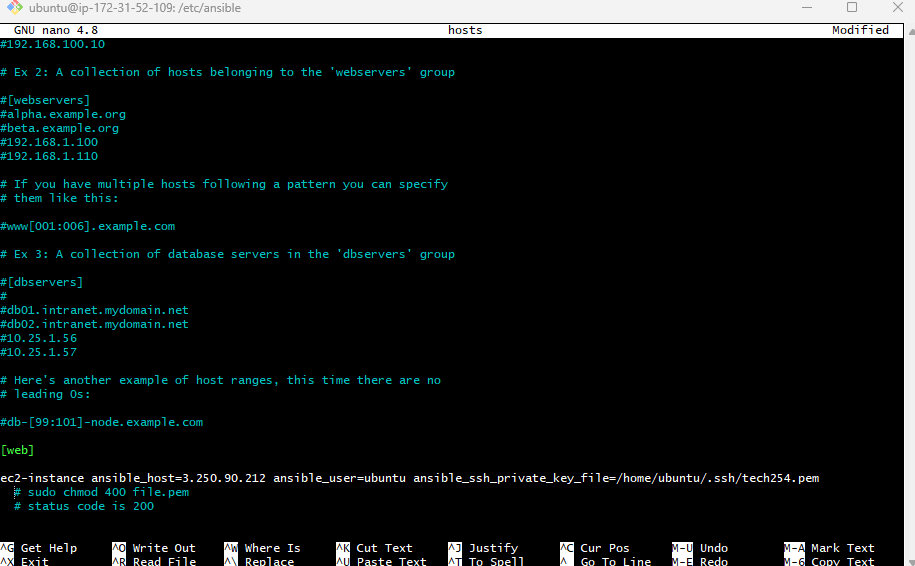 ubuntu@ip-172-31-52-109: /etc/ansible
GNU nano 4.8 hosts Modified
#192.168.100.10
# Ex 2: A collection of hosts belonging to the 'webservers' group
#[webservers]
#alpha.example.org
#beta.example.org
#192.168.1.100
#192.168.1.110
# If you have multiple hosts following a pattern you can specify
# them like this:
#www[001:006].example.com
# Ex 3: A collection of database servers in the 'dbservers' group
#[dbservers]
#
#db01.intranet.mydomain.net
#db02.intranet.mydomain.net
#10.25.1.56
#10.25.1.57
# Here's another example of host ranges, this time there are no
# leading 0s:
#db-[99:101]-node.example.com
[web]
ec2-instance ansible_host=3.250.90.212 ansible_user=ubuntu ansible_ssh_private_key_file=/home/ubuntu/.ssh/tech254.pem
# sudo chmod 400 file.pem
# status code is 200
^G Get Help ^O Write Out ^W Where Is ^K Cut Text ^J Justify ^C Cur Pos M-U Undo M-A Mark Text
^X Exit ^R Read File ^\ Replace ^U Paste Text ^T To Spell ^_ Go To Line M-E Redo M-6 Copy Text